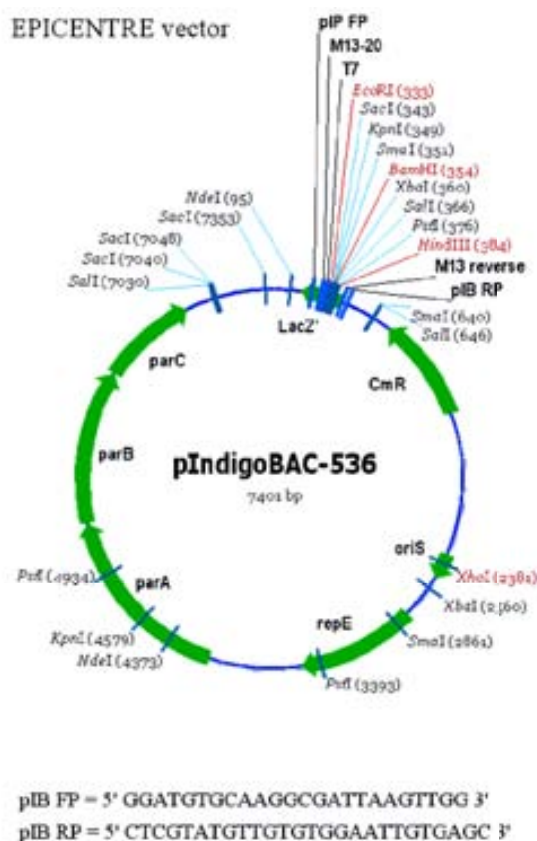 EPICENTRE vector
pIP FP
M13-20
T7
EcoRI (333)
SacI (343)
KpnI (349)
SmaI (351)
BamHI (354)
XbaI (360)
SalI (366)
PstI (376)
HindIII (384)
M13 reverse
pIB RP
NdeI (95)
SacI (7353)
SacI (7048)
SacI (7040)
SalI (7030)
LacZ'
SmaI (640)
SalI (646)
CmR
parC
parB
pIndigoBAC-536
7401 bp
oriS
XhoI (2381)
XbaI (2560)
SmaI (2861)
repE
PstI (3393)
parA
PstI (4934)
KpnI (4579)
NdeI (4373)
pIB FP = 5' GGATGTGCAAGGCGATTAAGTTGG 3'
pIB RP = 5' CTCGTATGTTGTGTGGAATTGTGAGC 3'